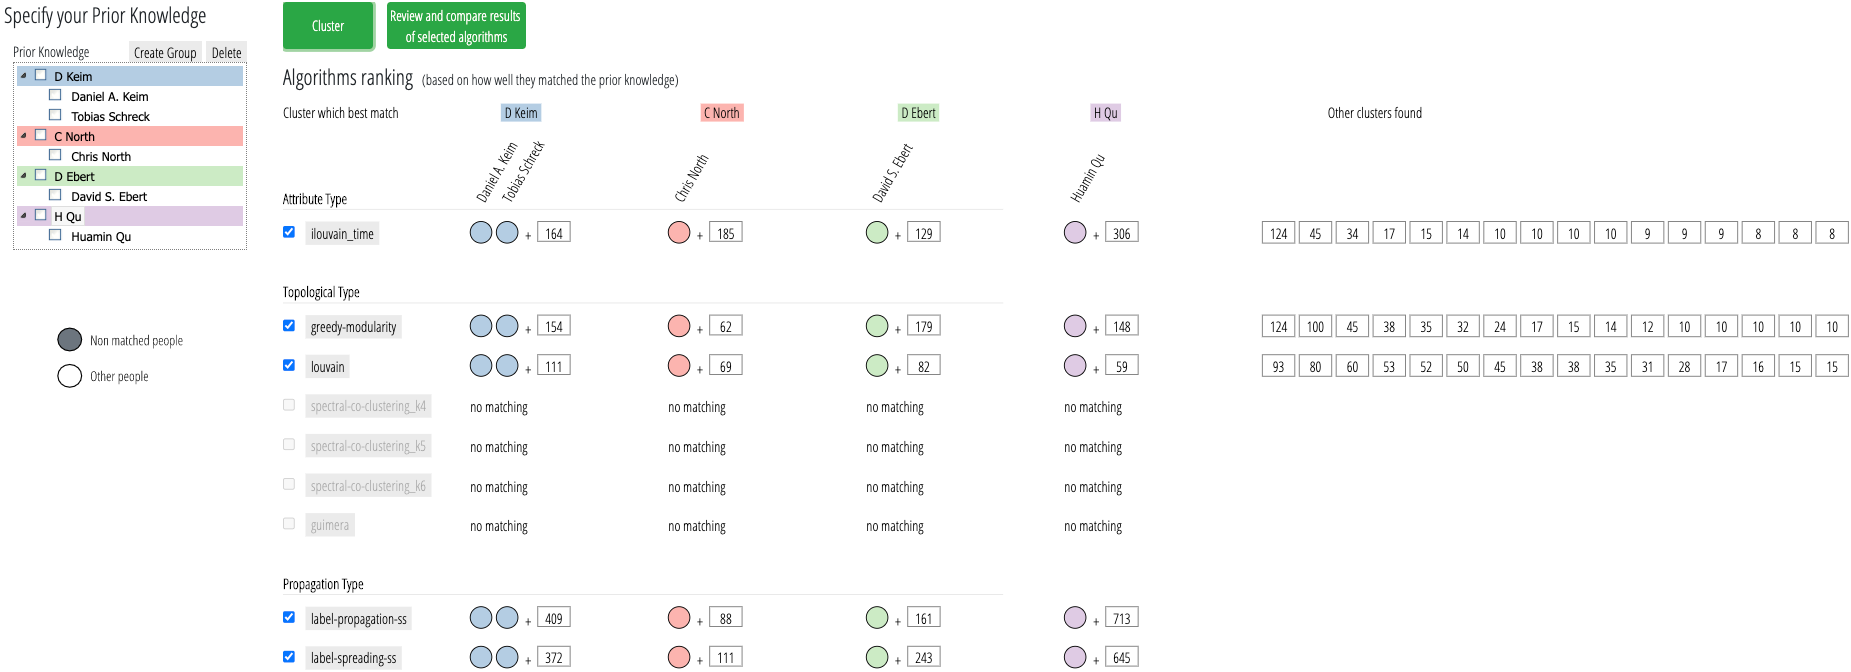 Specify your Prior Knowledge
Prior Knowledge Create Group Delete
D Keim
Daniel A. Keim
Tobias Schreck
C North
Chris North
D Ebert
David S. Ebert
H Qu
Huamin Qu
Non matched people
Other people
Cluster
Review and compare results
of selected algorithms
Algorithms ranking (based on how well they matched the prior knowledge)
Cluster which best match D Keim C North D Ebert H Qu Other clusters found
Daniel A. Keim Tobias Schreck Chris North David S. Ebert Huamin Qu
Attribute Type
ilouvain_time + 164 + 185 + 129 + 306 124 45 34 17 15 14 10 10 10 10 9 9 9 8 8 8
Topological Type
greedy-modularity + 154 + 62 + 179 + 148 124 100 45 38 35 32 24 17 15 14 12 10 10 10 10 10
louvain + 111 + 69 + 82 + 59 93 80 60 53 52 50 45 38 38 35 31 28 17 16 15 15
spectral-co-clustering_k4 no matching no matching no matching no matching
spectral-co-clustering_k5 no matching no matching no matching no matching
spectral-co-clustering_k6 no matching no matching no matching no matching
guimera no matching no matching no matching no matching
Propagation Type
label-propagation-ss + 409 + 88 + 161 + 713
label-spreading-ss + 372 + 111 + 243 + 645